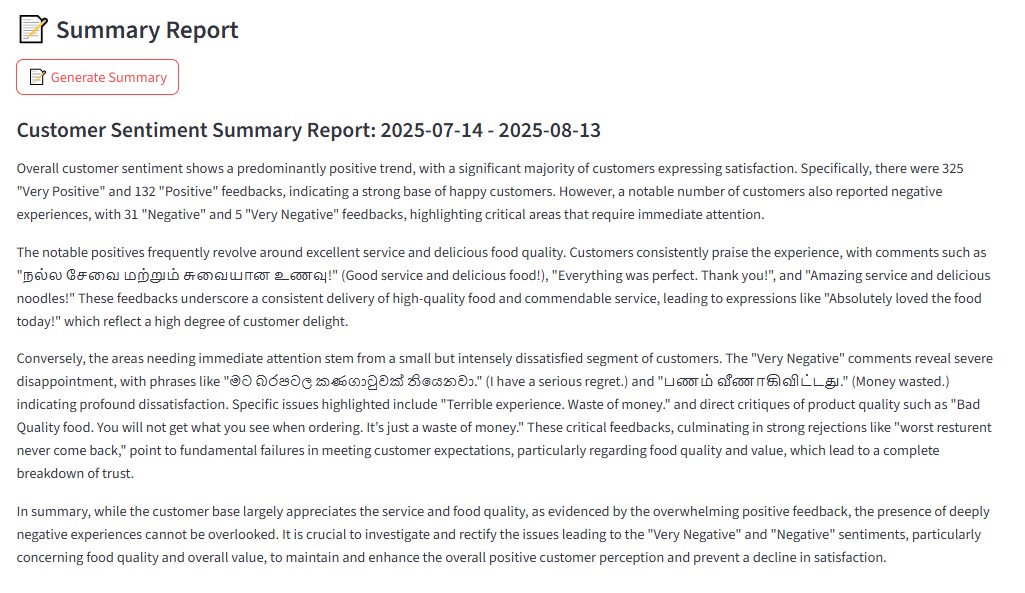 Summary Report
Generate Summary
Customer Sentiment Summary Report: 2025-07-14 - 2025-08-13
Overall customer sentiment shows a predominantly positive trend, with a significant majority of customers expressing satisfaction. Specifically, there were 325
"Very Positive" and 132 "Positive" feedbacks, indicating a strong base of happy customers. However, a notable number of customers also reported negative
experiences, with 31 "Negative" and 5 "Very Negative" feedbacks, highlighting critical areas that require immediate attention.
The notable positives frequently revolve around excellent service and delicious food quality. Customers consistently praise the experience, with comments such as
"நல்ல சேவை மற்றும் சுவையான உணவு!" (Good service and delicious food!), "Everything was perfect. Thank you!", and "Amazing service and delicious
noodles!" These feedbacks underscore a consistent delivery of high-quality food and commendable service, leading to expressions like "Absolutely loved the food
today!" which reflect a high degree of customer delight.
Conversely, the areas needing immediate attention stem from a small but intensely dissatisfied segment of customers. The "Very Negative" comments reveal severe
disappointment, with phrases like "මට බරපටල කණගාටුවක් තියෙනවා." (I have a serious regret.) and "பணம் வீணாகிவிட்டது." (Money wasted.)
indicating profound dissatisfaction. Specific issues highlighted include "Terrible experience. Waste of money." and direct critiques of product quality such as "Bad
Quality food. You will not get what you see when ordering. It's just a waste of money." These critical feedbacks, culminating in strong rejections like "worst resturent
never come back," point to fundamental failures in meeting customer expectations, particularly regarding food quality and value, which lead to a complete
breakdown of trust.
In summary, while the customer base largely appreciates the service and food quality, as evidenced by the overwhelming positive feedback, the presence of deeply
negative experiences cannot be overlooked. It is crucial to investigate and rectify the issues leading to the "Very Negative" and "Negative" sentiments, particularly
concerning food quality and overall value, to maintain and enhance the overall positive customer perception and prevent a decline in satisfaction.